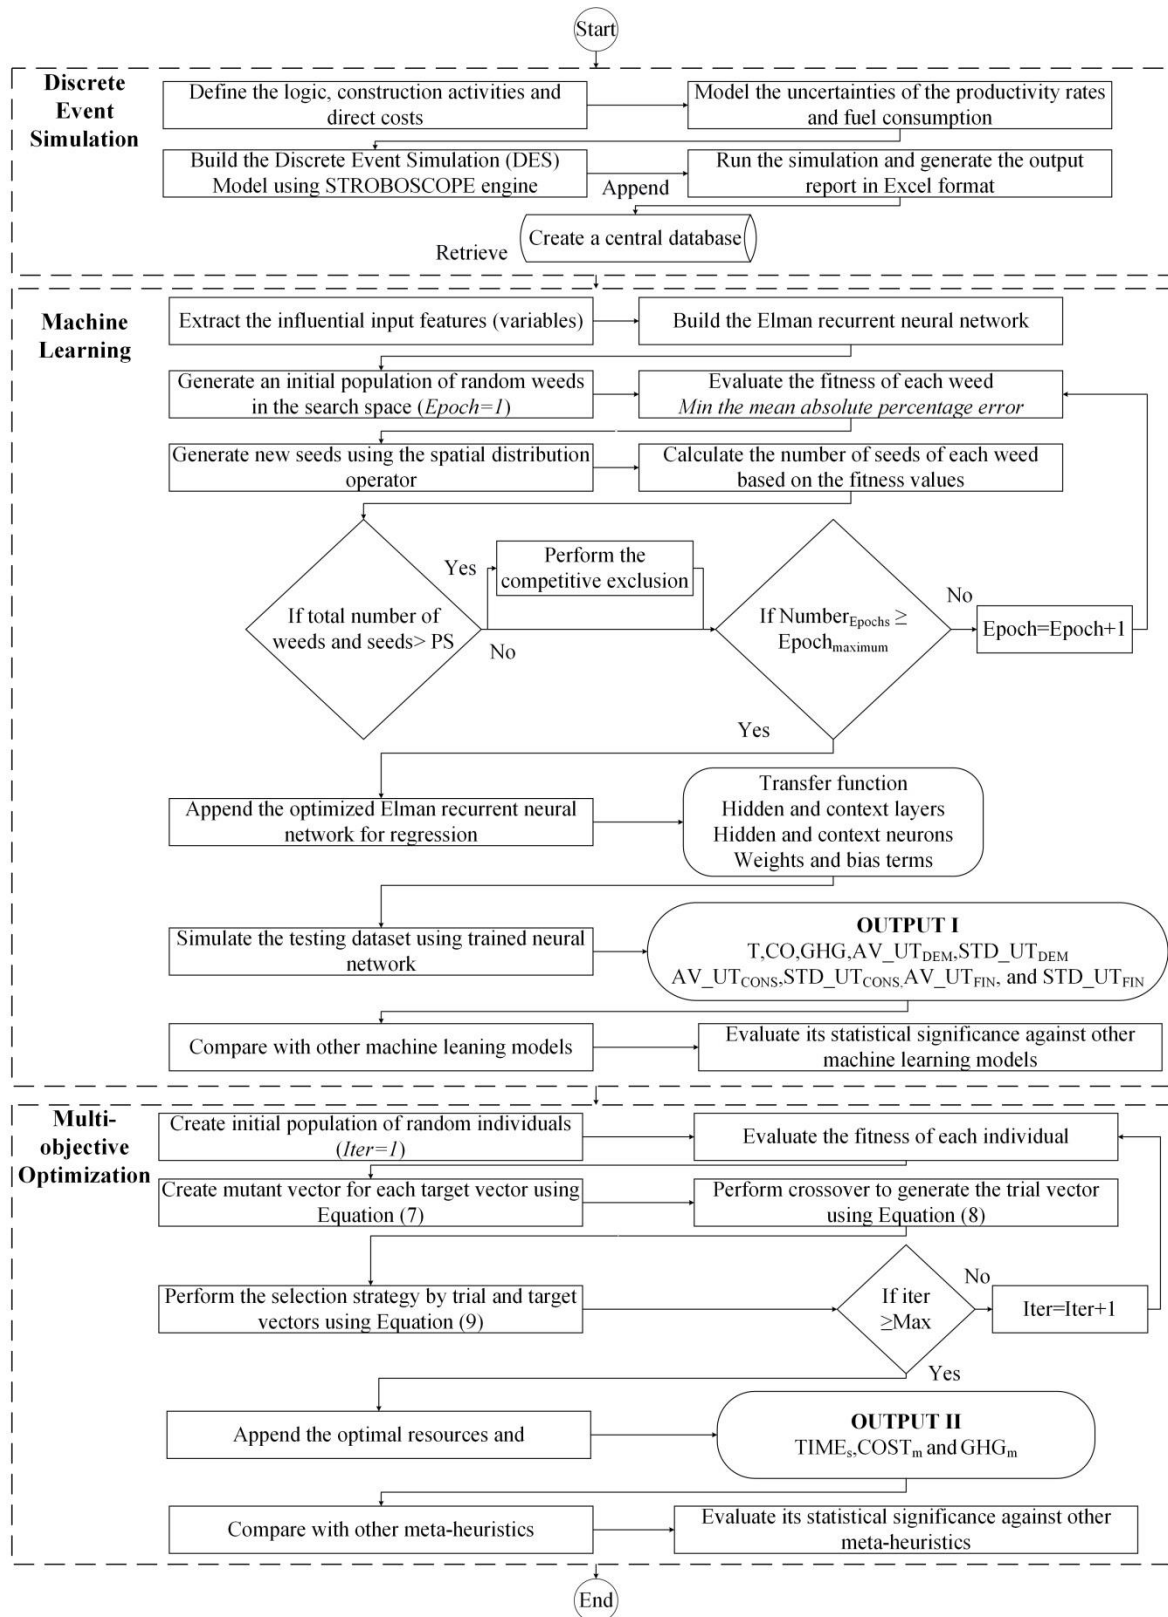 Start
Discrete
Event
Simulation
Define the logic, construction activities and
direct costs
Model the uncertainties of the productivity rates
and fuel consumption
Build the Discrete Event Simulation (DES)
Model using STROBOSCOPE engine
Append
Run the simulation and generate the output
report in Excel format
Create a central database
Retrieve
Machine
Learning
Extract the influential input features (variables)
Build the Elman recurrent neural network
Generate an initial population of random weeds
in the search space (Epoch=1)
Evaluate the fitness of each weed
Min the mean absolute percentage error
Generate new seeds using the spatial distribution
operator
Calculate the number of seeds of each weed
based on the fitness values
If total number of
weeds and seeds> PS
Yes
Perform the
competitive exclusion
No
If Number_Epochs ≥
Epoch_maximum
No
Epoch=Epoch+1
Yes
Append the optimized Elman recurrent neural
network for regression
Transfer function
Hidden and context layers
Hidden and context neurons
Weights and bias terms
Simulate the testing dataset using trained neural
network
OUTPUT I
T,CO,GHG,AV_UT_DEM,STD_UT_DEM
AV_UT_CONS,STD_UT_CONS,AV_UT_FIN, and STD_UT_FIN
Compare with other machine leaning models
Evaluate its statistical significance against other
machine learning models
Multi-
objective
Optimization
Create initial population of random individuals
(Iter=1)
Evaluate the fitness of each individual
Create mutant vector for each target vector using
Equation (7)
Perform crossover to generate the trial vector
using Equation (8)
Perform the selection strategy by trial and target
vectors using Equation (9)
If iter
≥Max
No
Iter=Iter+1
Yes
Append the optimal resources and
OUTPUT II
TIME_s,COST_m and GHG_m
Compare with other meta-heuristics
Evaluate its statistical significance against other
meta-heuristics
End